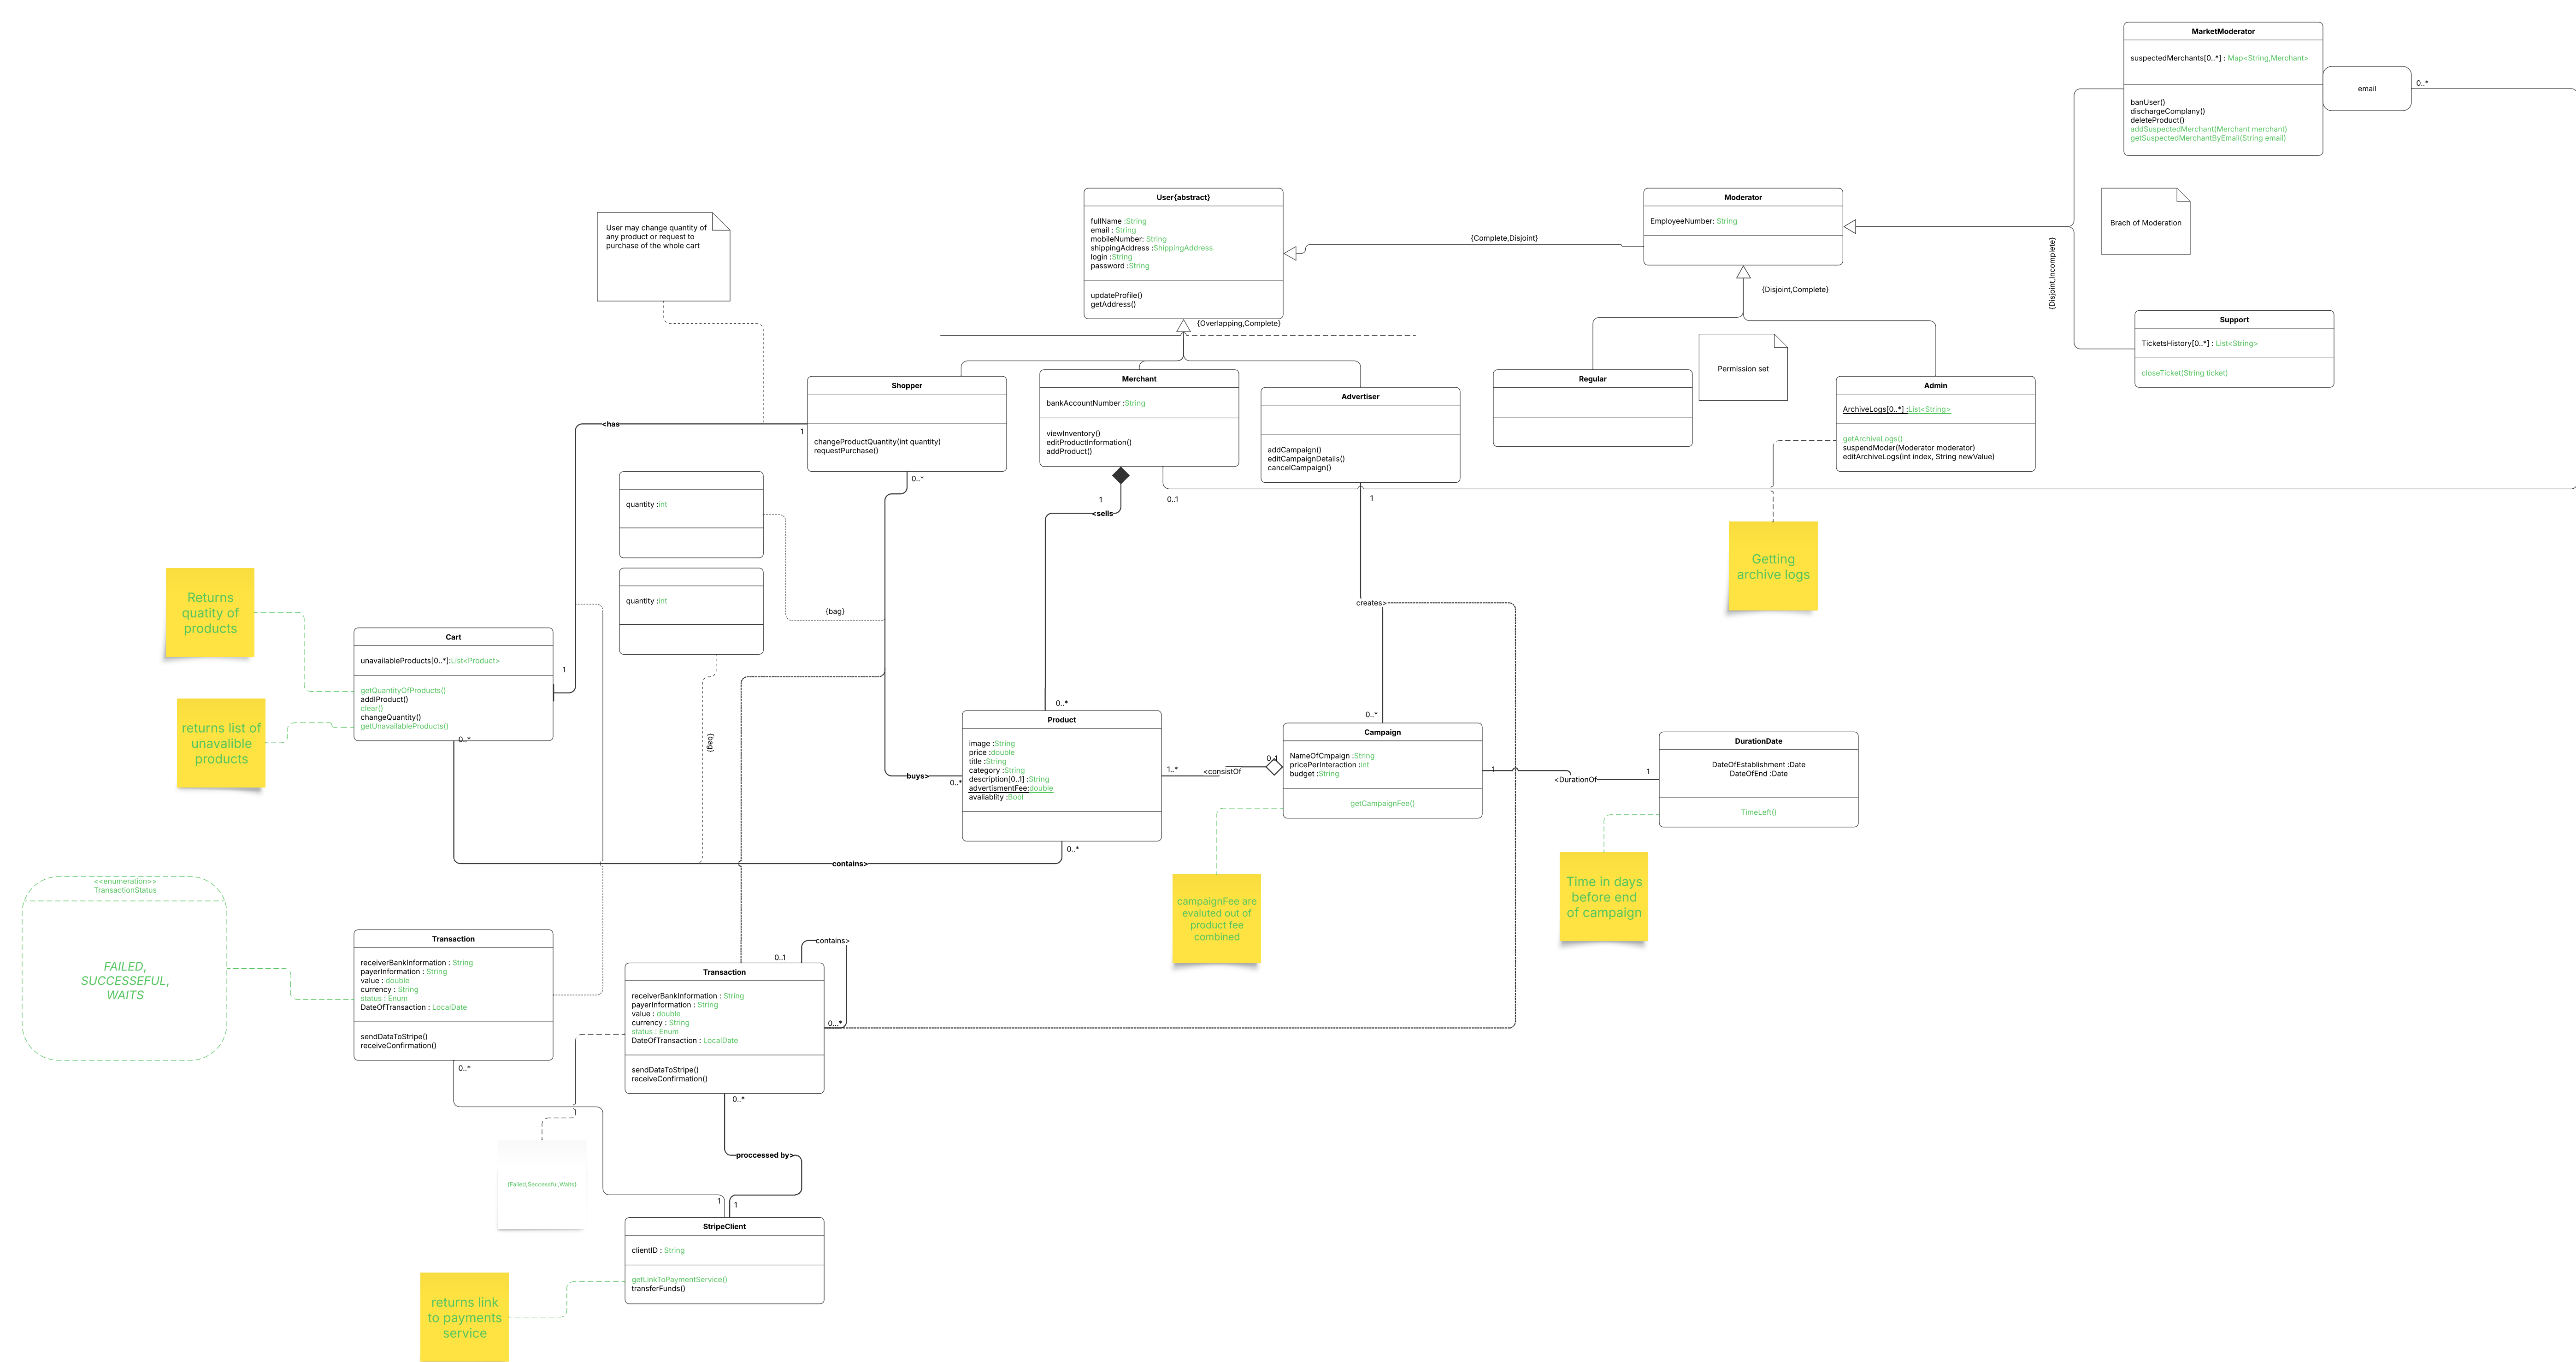 MarketModerator
suspectedMerchants[0..*] : Map<String,Merchant>
banUser()
dischargeComplany()
deleteProduct()
addSuspectedMerchant(Merchant merchant)
getSuspectedMerchantByEmail(String email)
email
0..*
User{abstract}
fullName :String
email : String
mobileNumber: String
shippingAddress :ShippingAddress
login :String
password :String
updateProfile()
getAddress()
{Complete,Disjoint}
Moderator
EmployeeNumber: String
Brach of Moderation
{Disjoint,Incomplete}
User may change quantity of
any product or request to
purchase of the whole cart
{Overlapping,Complete}
{Disjoint,Complete}
Support
TicketsHistory[0..*] : List<String>
closeTicket(String ticket)
Shopper
changeProductQuantity(int quantity)
requestPurchase()
Merchant
bankAccountNumber :String
viewInventory()
editProductInformation()
addProduct()
Advertiser
addCampaign()
editCampaignDetails()
cancelCampaign()
Regular
Permission set
Admin
ArchiveLogs[0..*] :List<String>
getArchiveLogs()
suspendModer(Moderator moderator)
editArchiveLogs(int index, String newValue)
<has
1
0..*
1
0..1
1
<sells
quantity :int
quantity :int
{bag}
Getting
archive logs
creates>
Returns
quatity of
products
returns list of
unavalible
products
Cart
unavailableProducts[0..*]:List<Product>
getQuantityOfProducts()
addlProduct()
clear()
changeQuantity()
getUnavailableProducts()
1
0..*
{bag}
0..*
Product
image :String
price :double
title :String
category :String
description[0..1] :String
advertismentFee:double
avaliablity :Bool
buys>
0..*
1..*
<consistOf
0..1
0..*
Campaign
NameOfCmpaign :String
pricePerInteraction :int
budget :String
getCampaignFee()
1
<DurationOf
1
DurationDate
DateOfEstablishment :Date
DateOfEnd :Date
TimeLeft()
0..*
contains>
campaignFee are
evaluted out of
product fee
combined
Time in days
before end
of campaign
<<enumeration>>
TransactionStatus
FAILED,
SUCCESSEFUL,
WAITS
Transaction
receiverBankInformation : String
payerInformation : String
value : double
currency : String
status : Enum
DateOfTransaction : LocalDate
sendDataToStripe()
receiveConfirmation()
0..*
contains>
0..1
Transaction
receiverBankInformation : String
payerInformation : String
value : double
currency : String
status : Enum
DateOfTransaction : LocalDate
sendDataToStripe()
receiveConfirmation()
0...*
0..*
proccessed by>
{Failed,Seccessful,Waits}
1
1
StripeClient
clientID : String
getLinkToPaymentService()
transferFunds()
returns link
to payments
service